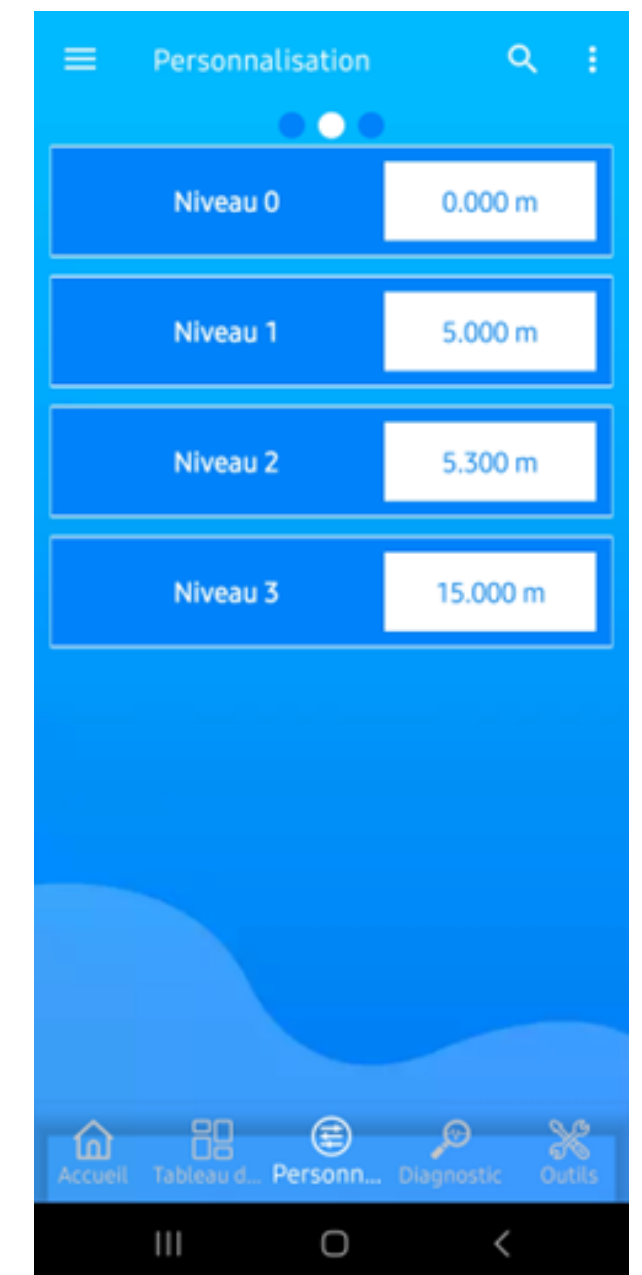 Personnalisation
Niveau 0 0.000 m
Niveau 1 5.000 m
Niveau 2 5.300 m
Niveau 3 15.000 m
Accueil Tableau d... Personn... Diagnostic Outils